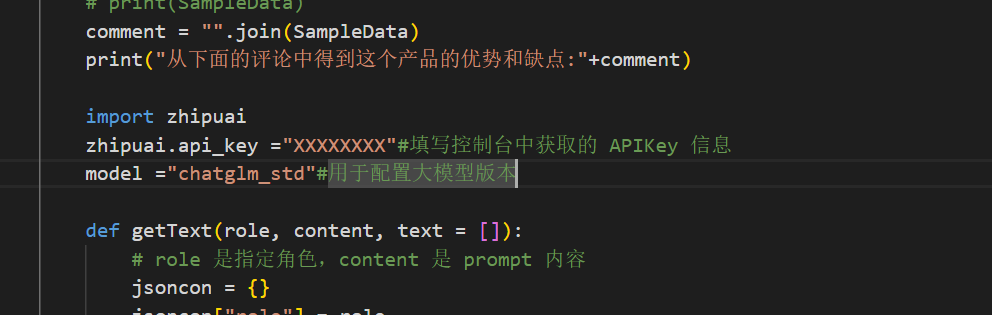 # print(SampleData)
comment = "".join(SampleData)
print("从下面的评论中得到这个产品的优势和缺点:"+comment)
import zhipuai
zhipuai.api_key ="XXXXXXXX"#填写控制台中获取的 APIKey 信息
model ="chatglm_std"#用于配置大模型版本
def getText(role, content, text = []):
# role 是指定角色，content 是 prompt 内容
jsoncon = {}
jsoncon["role"] = role